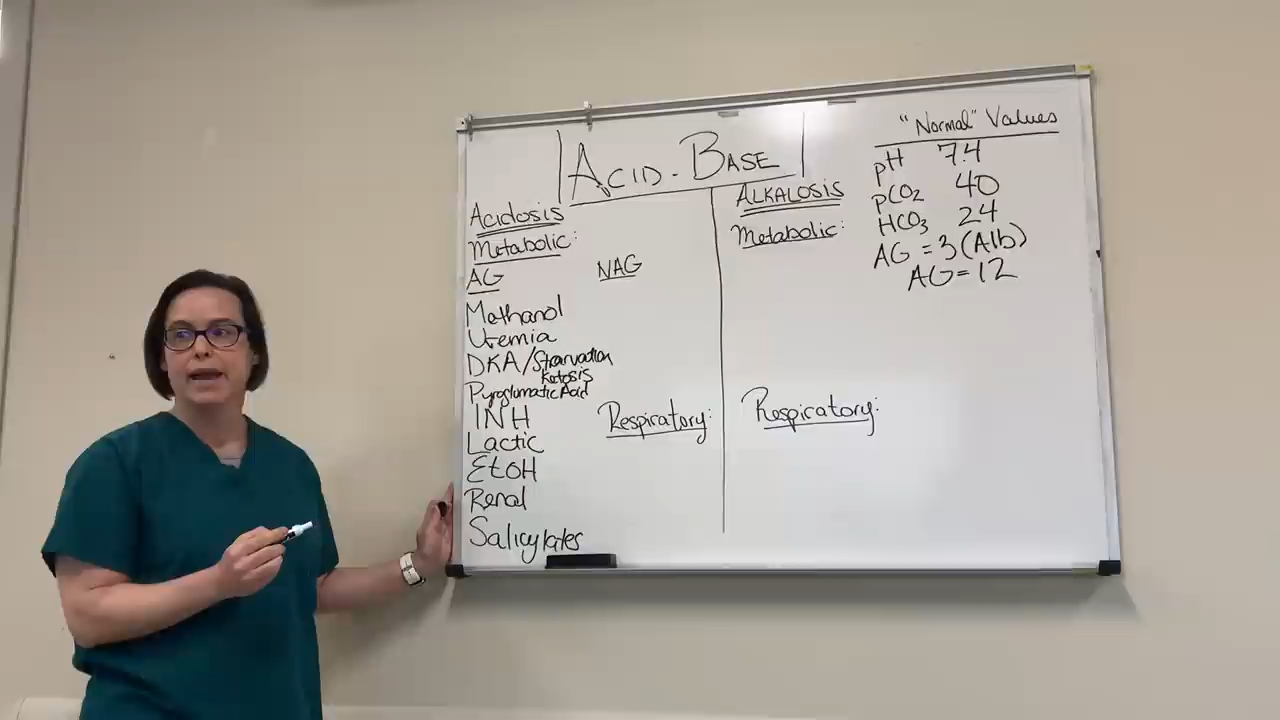 ACID-BASE
Acidosis
Metabolic:
AG
NAG
Methanol
Uremia
DKA/Starvation
Ketosis
Pyroglumatic Acid
INH
Lactic
EtOH
Renal
Salicylates
Respiratory:
ALKALOSIS
Metabolic:
Respiratory:
"Normal" Values
pH 7.4
pCO2 40
HCO3 24
AG = 3 (Alb)
AG = 12